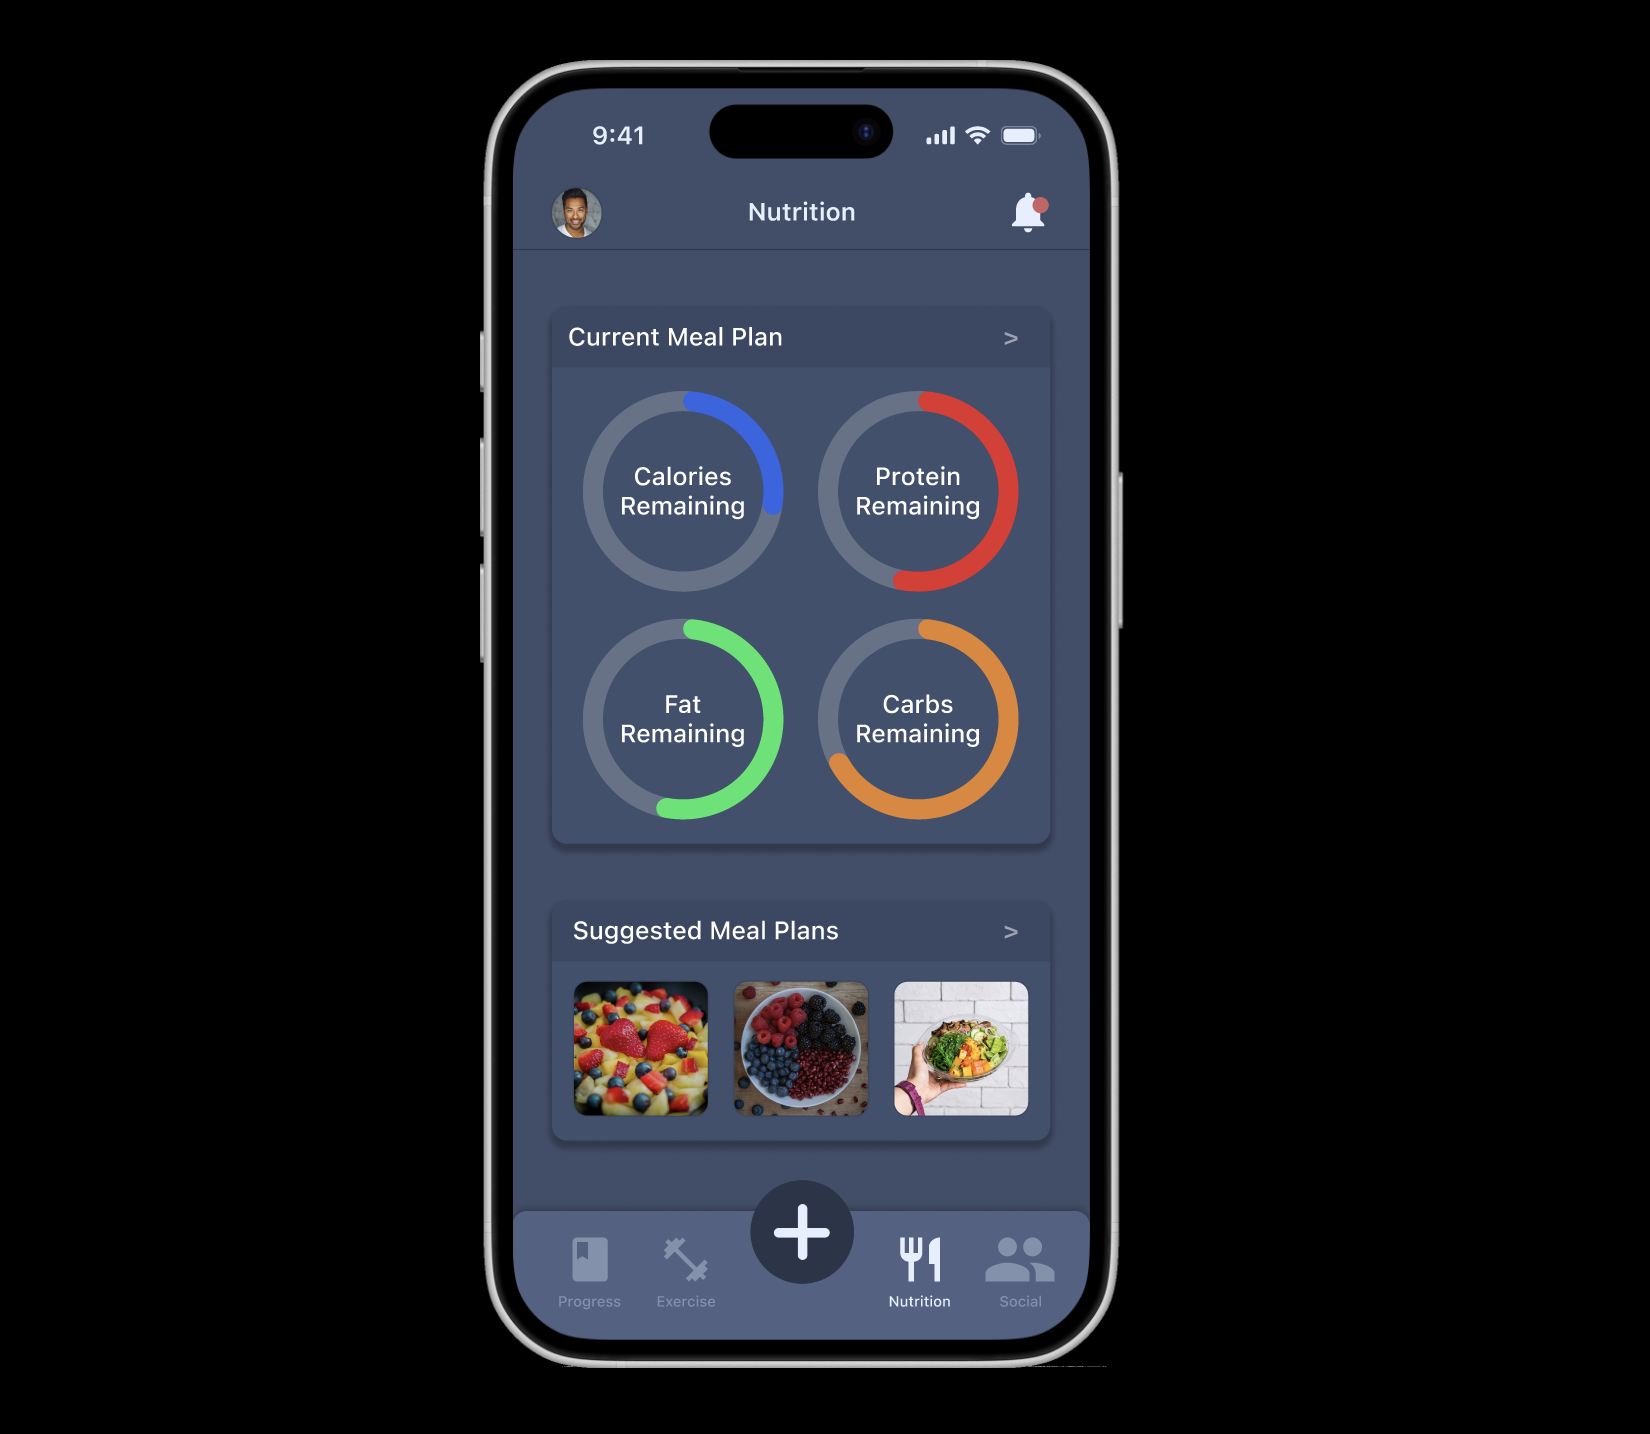 9:41
Nutrition
Current Meal Plan >
Calories
Remaining
Protein
Remaining
Fat
Remaining
Carbs
Remaining
Suggested Meal Plans >
Progress
Exercise
Nutrition
Social